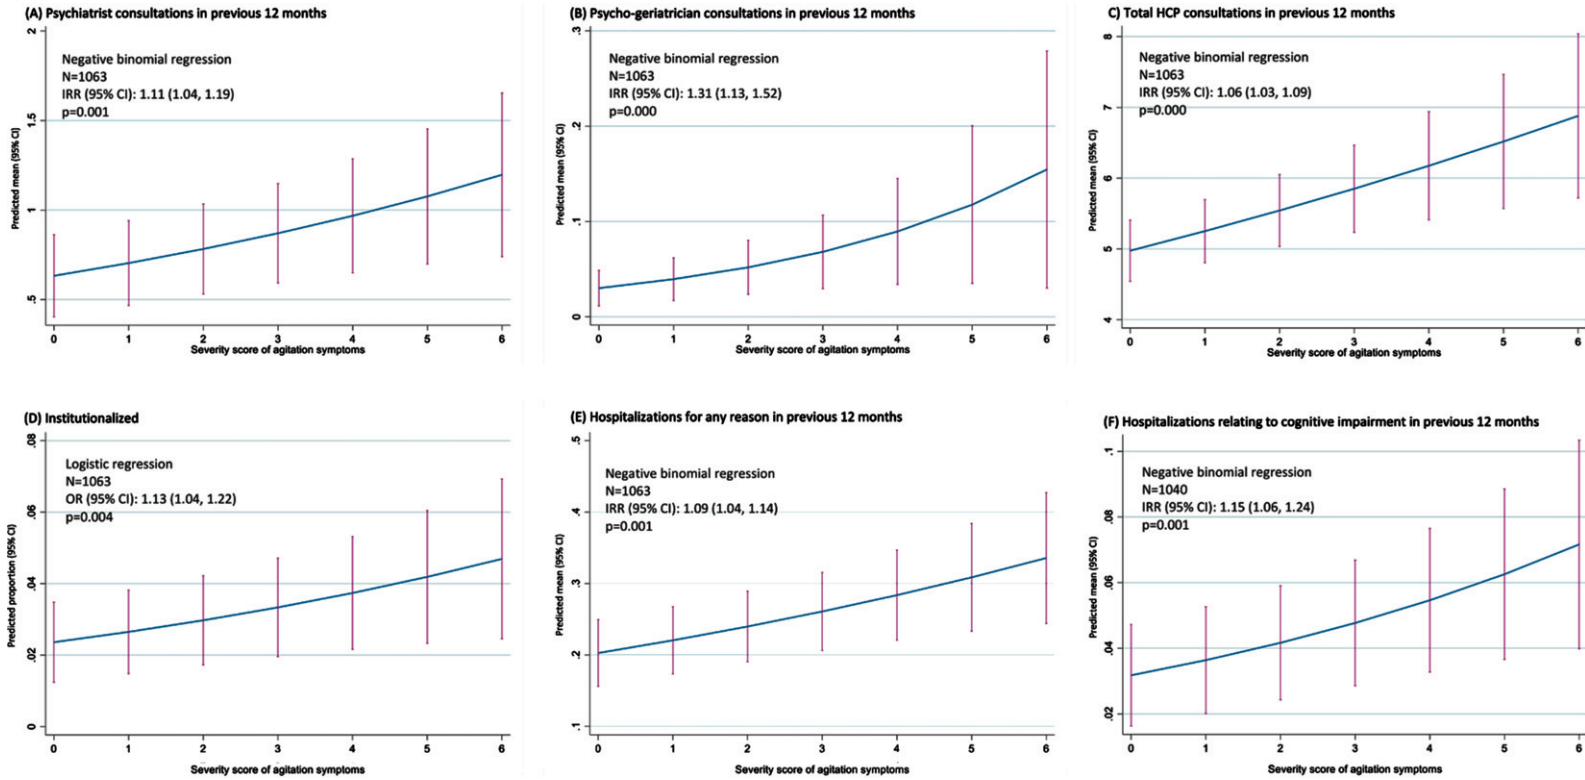 (A) Psychiatrist consultations in previous 12 months
2
Negative binomial regression
N=1063
IRR (95% CI): 1.11 (1.04, 1.19)
p=0.001
1.5
1
.5
Predicted mean (95% CI)
0 1 2 3 4 5 6
Severity score of agitation symptoms
(B) Psycho-geriatrician consultations in previous 12 months
.3
Negative binomial regression
N=1063
IRR (95% CI): 1.31 (1.13, 1.52)
p=0.000
.2
.1
0
Predicted mean (95% CI)
0 1 2 3 4 5 6
Severity score of agitation symptoms
C) Total HCP consultations in previous 12 months
8
Negative binomial regression
N=1063
IRR (95% CI): 1.06 (1.03, 1.09)
p=0.000
7
6
5
4
Predicted mean (95% CI)
0 1 2 3 4 5 6
Severity score of agitation symptoms
(D) Institutionalized
.08
Logistic regression
N=1063
OR (95% CI): 1.13 (1.04, 1.22)
p=0.004
.06
.04
.02
0
Predicted proportion (95% CI)
0 1 2 3 4 5 6
Severity score of agitation symptoms
(E) Hospitalizations for any reason in previous 12 months
.5
Negative binomial regression
N=1063
IRR (95% CI): 1.09 (1.04, 1.14)
p=0.001
.4
.3
.2
.1
Predicted mean (95% CI)
0 1 2 3 4 5 6
Severity score of agitation symptoms
(F) Hospitalizations relating to cognitive impairment in previous 12 months
.1
Negative binomial regression
N=1040
IRR (95% CI): 1.15 (1.06, 1.24)
p=0.001
.08
.06
.04
.02
Predicted mean (95% CI)
0 1 2 3 4 5 6
Severity score of agitation symptoms